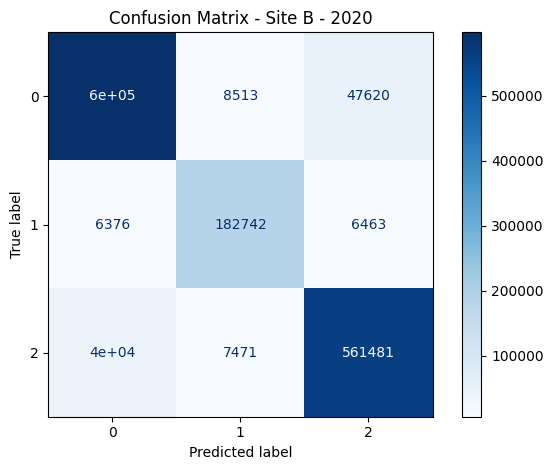 Confusion Matrix - Site B - 2020
0 6e+05 8513 47620
1 6376 182742 6463
2 4e+04 7471 561481
0 1 2
True label
Predicted label
500000
400000
300000
200000
100000